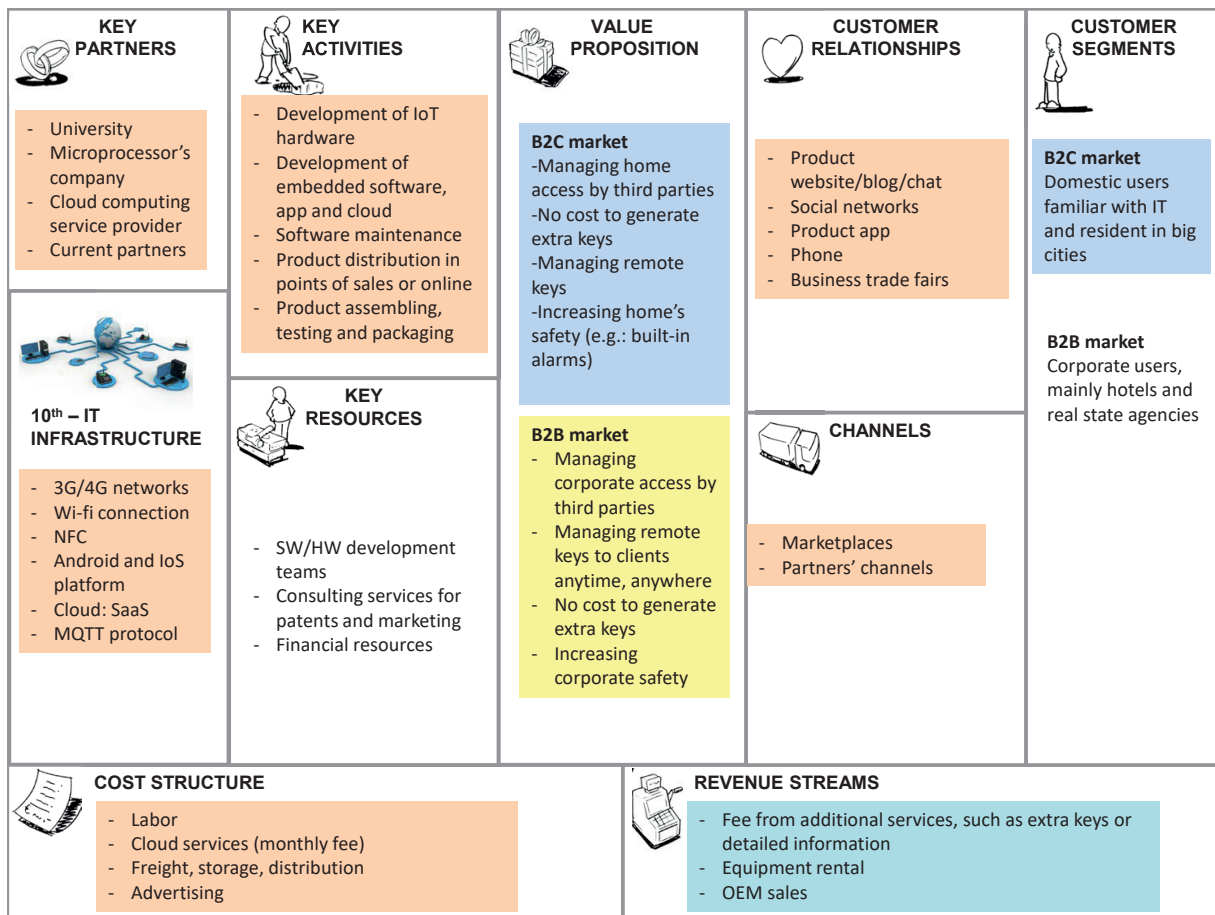 KEY
PARTNERS
- University
- Microprocessor's
company
- Cloud computing
service provider
- Current partners
10th – IT
INFRASTRUCTURE
- 3G/4G networks
- Wi-fi connection
- NFC
- Android and IoS
platform
- Cloud: SaaS
- MQTT protocol
KEY
ACTIVITIES
- Development of IoT
hardware
- Development of
embedded software,
app and cloud
- Software maintenance
- Product distribution in
points of sales or online
- Product assembling,
testing and packaging
KEY
RESOURCES
- SW/HW development
teams
- Consulting services for
patents and marketing
- Financial resources
VALUE
PROPOSITION
B2C market
-Managing home
access by third parties
-No cost to generate
extra keys
-Managing remote
keys
-Increasing home's
safety (e.g.: built-in
alarms)
B2B market
- Managing
corporate access by
third parties
- Managing remote
keys to clients
anytime, anywhere
- No cost to generate
extra keys
- Increasing
corporate safety
CUSTOMER
RELATIONSHIPS
- Product
website/blog/chat
- Social networks
- Product app
- Phone
- Business trade fairs
CHANNELS
- Marketplaces
- Partners' channels
CUSTOMER
SEGMENTS
B2C market
Domestic users
familiar with IT
and resident in big
cities
B2B market
Corporate users,
mainly hotels and
real state agencies
COST STRUCTURE
- Labor
- Cloud services (monthly fee)
- Freight, storage, distribution
- Advertising
REVENUE STREAMS
- Fee from additional services, such as extra keys or
detailed information
- Equipment rental
- OEM sales